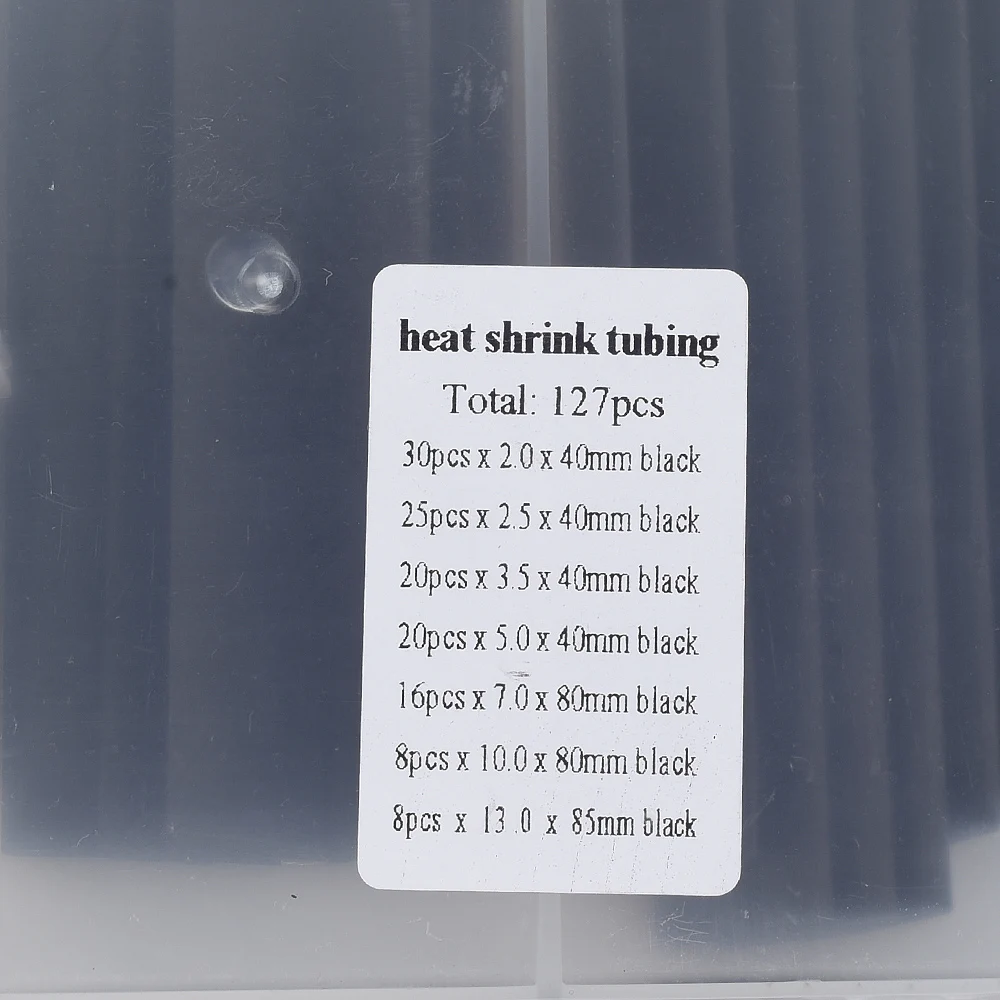 heat shrink tubing
Total: 127pcs
30pcs x 2.0 x 40mm black
25pcs x 2.5 x 40mm black
20pcs x 3.5 x 40mm black
20pcs x 5.0 x 40mm black
16pcs x 7.0 x 80mm black
8pcs x 10.0 x 80mm black
8pcs x 13.0 x 85mm black